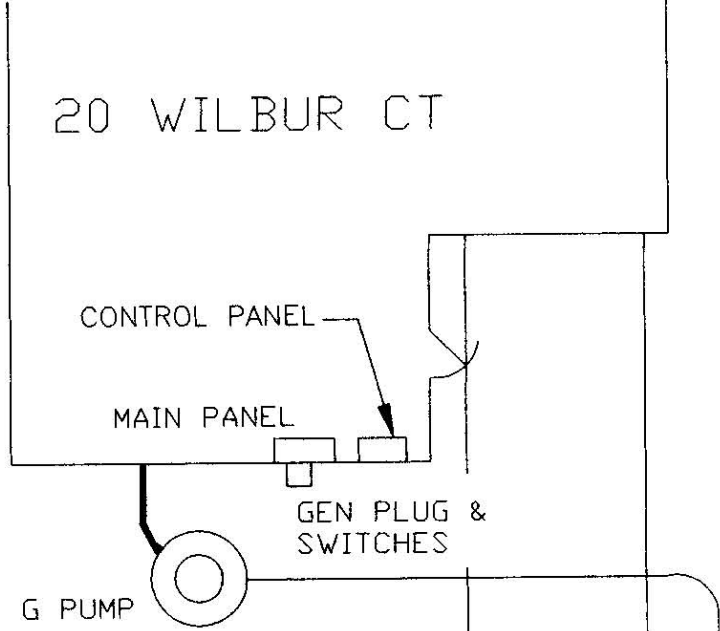 20 WILBUR CT
CONTROL PANEL
MAIN PANEL
GEN PLUG &
SWITCHES
G PUMP